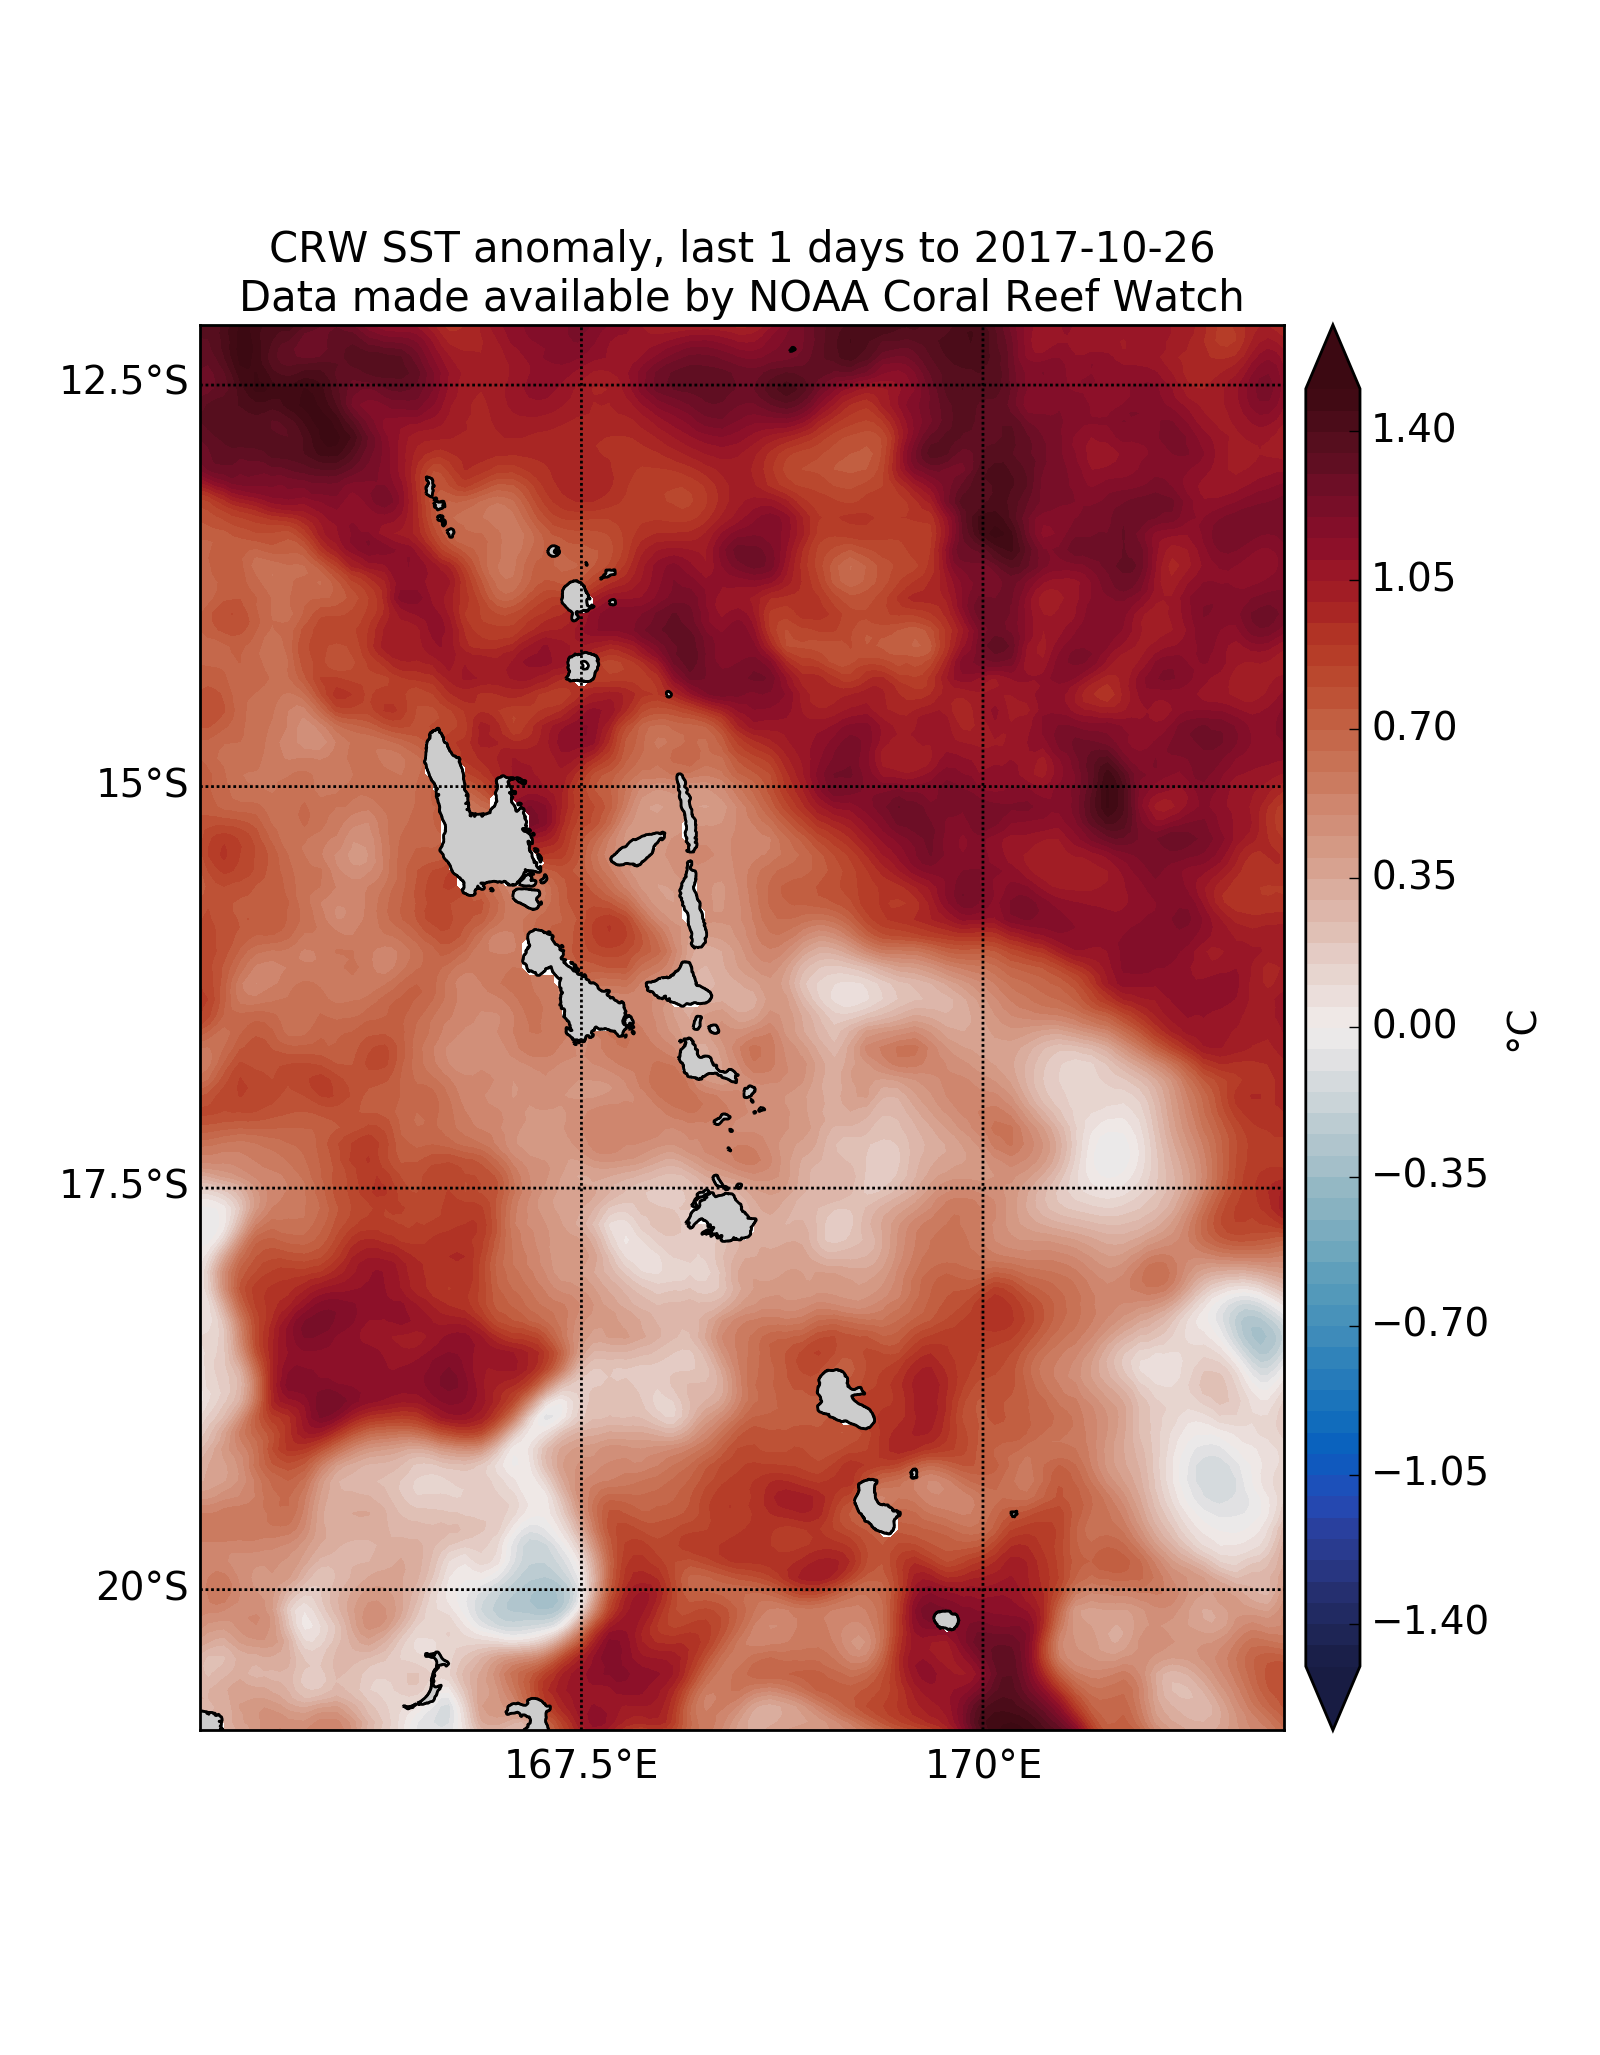 CRW SST anomaly, last 1 days to 2017-10-26
Data made available by NOAA Coral Reef Watch
12.5°S
15°S
17.5°S
20°S
167.5°E
170°E
1.40
1.05
0.70
0.35
0.00
−0.35
−0.70
−1.05
−1.40
°C